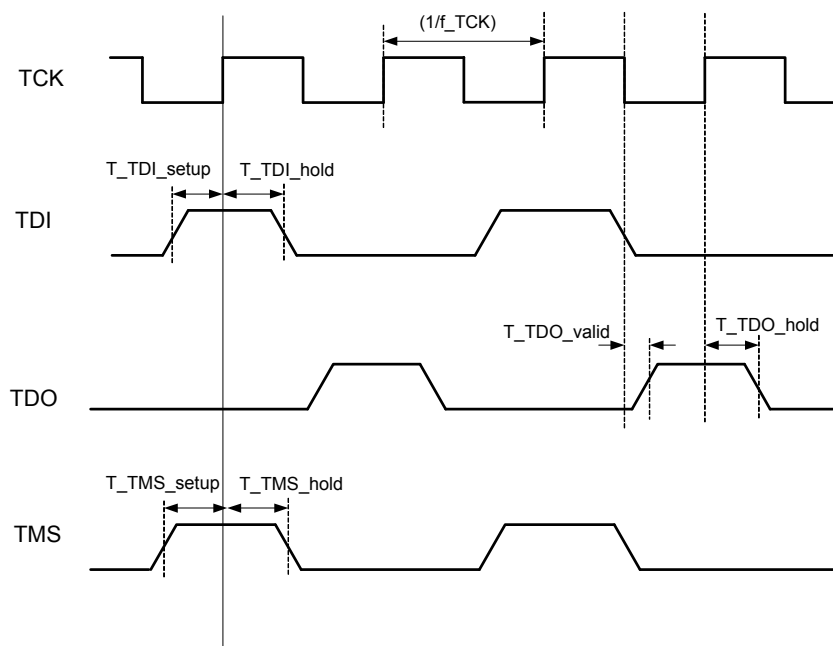 (1/f_TCK)
TCK
T_TDI_setup
T_TDI_hold
TDI
T_TDO_valid
T_TDO_hold
TDO
T_TMS_setup
T_TMS_hold
TMS